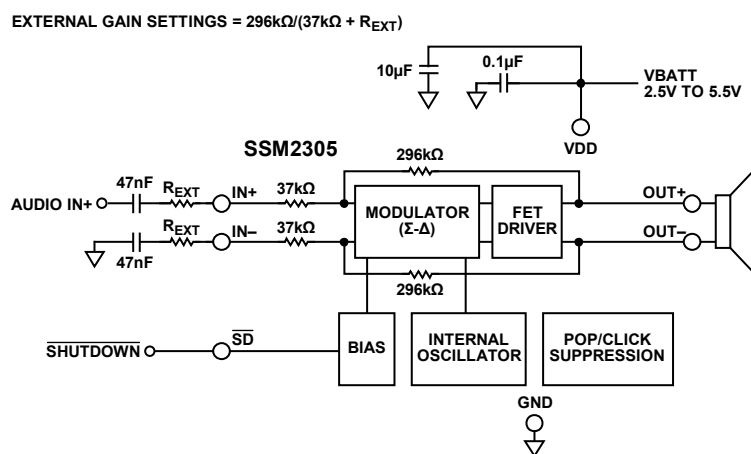 EXTERNAL GAIN SETTINGS = 296kΩ/(37kΩ + REXT)
10µF
0.1µF
VBATT
2.5V TO 5.5V
VDD
SSM2305
296kΩ
47nF
REXT
IN+
37kΩ
AUDIO IN+
MODULATOR
(Σ-Δ)
FET
DRIVER
OUT+
47nF
REXT
IN–
37kΩ
OUT–
296kΩ
SHUTDOWN
SD
BIAS
INTERNAL
OSCILLATOR
POP/CLICK
SUPPRESSION
GND